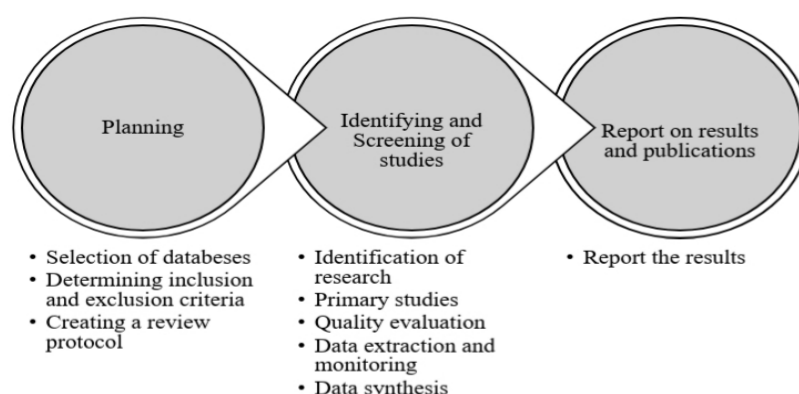 Planning
• Selection of databeses
• Determining inclusion
and exclusion criteria
• Creating a review
protocol
Identifying and
Screening of
studies
• Identification of
research
• Primary studies
• Quality evaluation
• Data extraction and
monitoring
• Data synthesis
Report on results
and publications
• Report the results